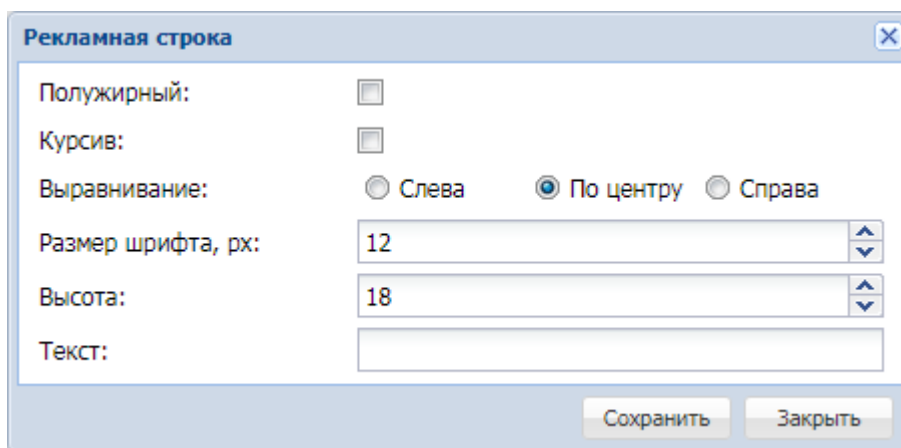 Рекламная строка
Полужирный:
Курсив:
Выравнивание: Слева По центру Справа
Размер шрифта, px: 12
Высота: 18
Текст:
Сохранить Закрыть